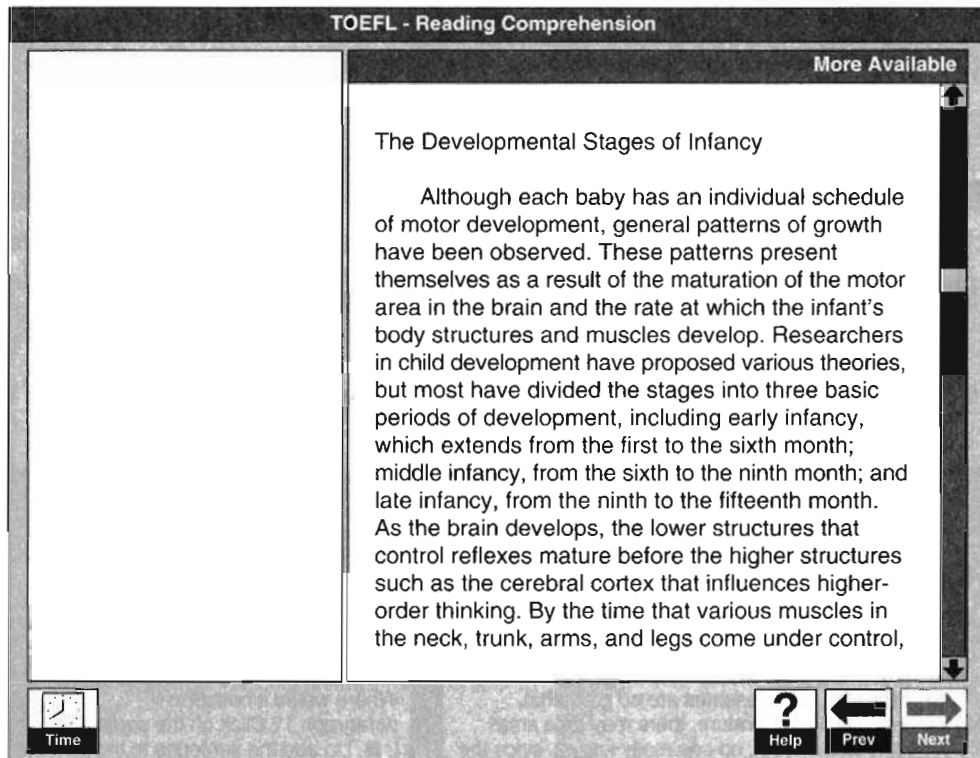 TOEFL - Reading Comprehension
More Available
The Developmental Stages of Infancy
Although each baby has an individual schedule
of motor development, general patterns of growth
have been observed. These patterns present
themselves as a result of the maturation of the motor
area in the brain and the rate at which the infant's
body structures and muscles develop. Researchers
in child development have proposed various theories,
but most have divided the stages into three basic
periods of development, including early infancy,
which extends from the first to the sixth month;
middle infancy, from the sixth to the ninth month; and
late infancy, from the ninth to the fifteenth month.
As the brain develops, the lower structures that
control reflexes mature before the higher structures
such as the cerebral cortex that influences higher-
order thinking. By the time that various muscles in
the neck, trunk, arms, and legs come under control,
Time
?
Help
Prev
Next